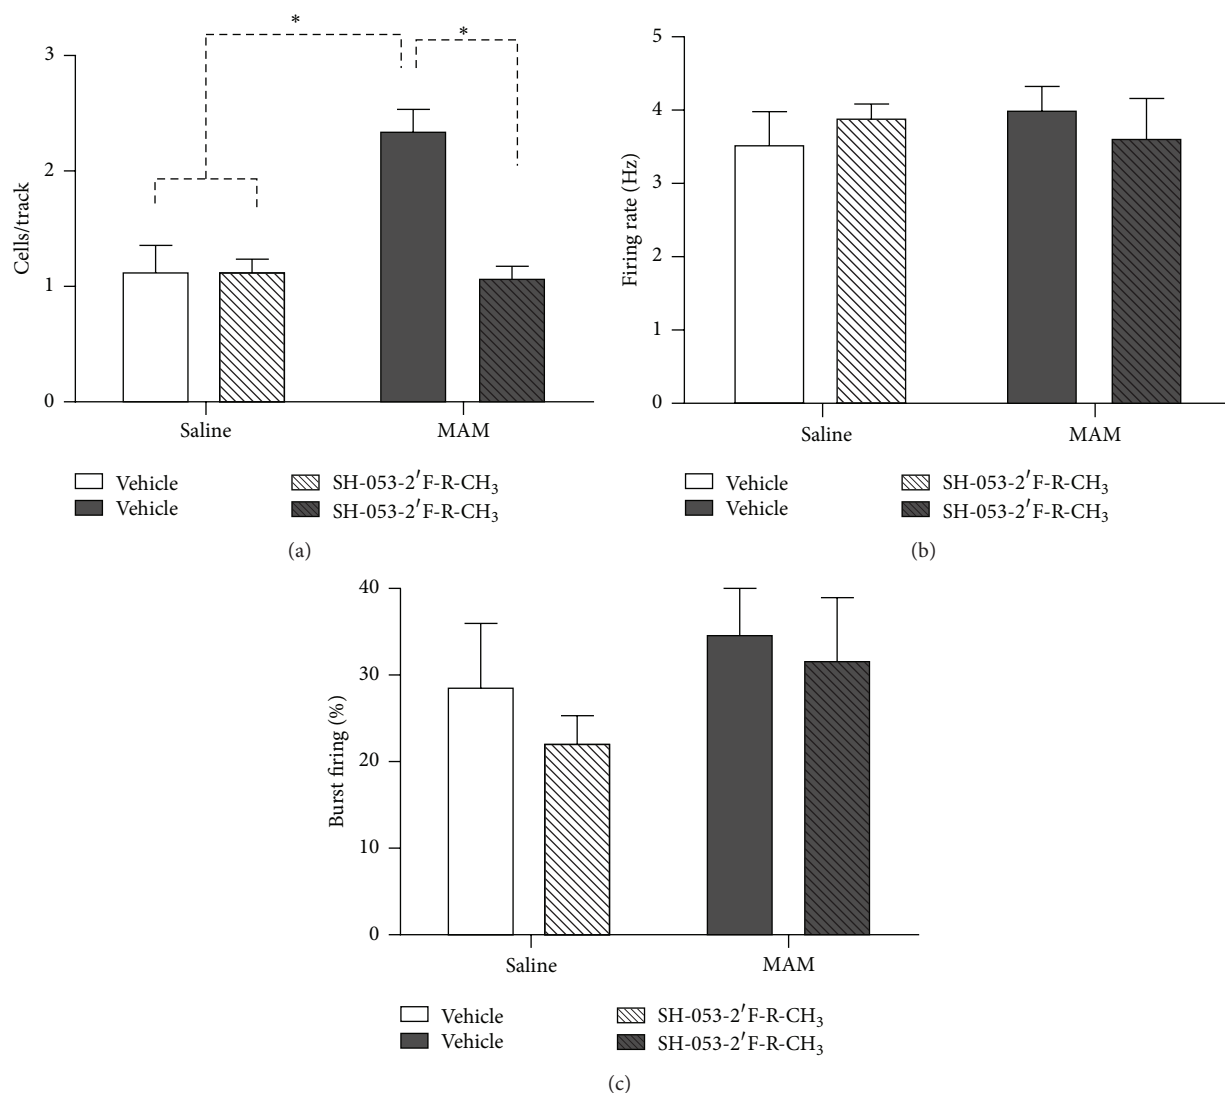 *
*
3
2
1
0
Cells/track
Saline
MAM
Vehicle
SH-053-2′F-R-CH₃
Vehicle
SH-053-2′F-R-CH₃
(a)
5
4
3
2
1
0
Firing rate (Hz)
Saline
MAM
Vehicle
SH-053-2′F-R-CH₃
Vehicle
SH-053-2′F-R-CH₃
(b)
40
30
20
10
0
Burst firing (%)
Saline
MAM
Vehicle
SH-053-2′F-R-CH₃
Vehicle
SH-053-2′F-R-CH₃
(c)